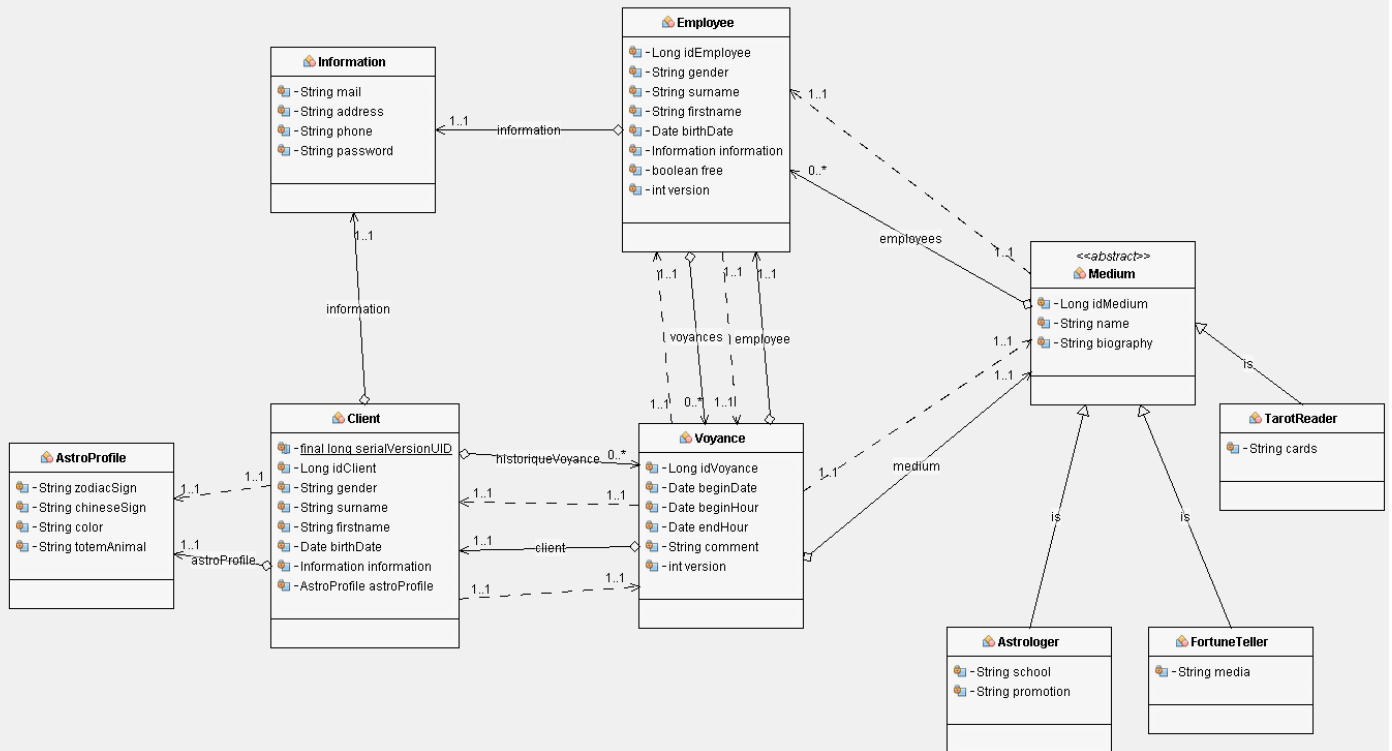 Employee
- Long idEmployee
- String gender
- String surname
- String firstname
- Date birthDate
- Information information
- boolean free
- int version
Information
- String mail
- String address
- String phone
- String password
1..1
information
1..1
0..*
employees
1..1
<<abstract>>
Medium
- Long idMedium
- String name
- String biography
1..1
information
1..1
1..1
1..1
voyances
employee
1..1
0..*
1..1
1..1
1..1
is
TarotReader
- String cards
Client
- final long serialVersionUID
- Long idClient
- String gender
- String surname
- String firstname
- Date birthDate
- Information information
- AstroProfile astroProfile
historiqueVoyance
0..*
1..1
1..1
1..1
client
1..1
1..1
Voyance
- Long idVoyance
- Date beginDate
- Date beginHour
- Date endHour
- String comment
- int version
1..1
medium
AstroProfile
- String zodiacSign
- String chineseSign
- String color
- String totemAnimal
1..1
1..1
1..1
astroProfile
is
is
Astrologer
- String school
- String promotion
FortuneTeller
- String media